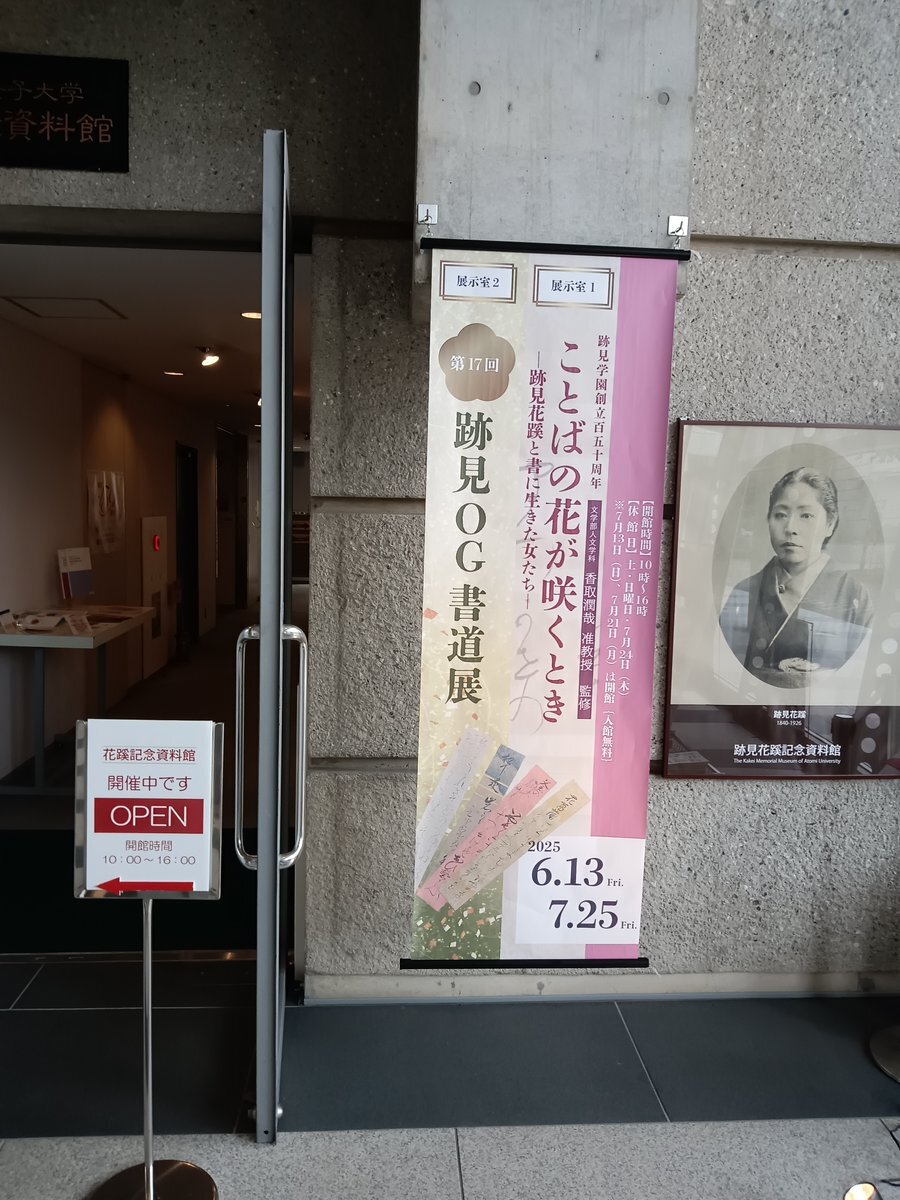 子大学
資料館
展示室1
跡見学園創立百五十周年
ことばの花が咲くとき
―跡見花蹊と書に生きた女たち―
文学部人文学科 香取潤哉 准教授 監修
【開館時間】10時~16時
【休館日】土・日曜日・7月24日(木)
※7月13日(日)、7月21日(月)は開館 〔入館無料〕
展示室2
第17回
跡見OG書道展
2025
6.13 Fri.
7.25 Fri.
跡見花蹊
1840-1926
跡見花蹊記念資料館
The Kakei Memorial Museum of Atomi University
花蹊記念資料館
開催中です
OPEN
開館時間
10:00~16:00